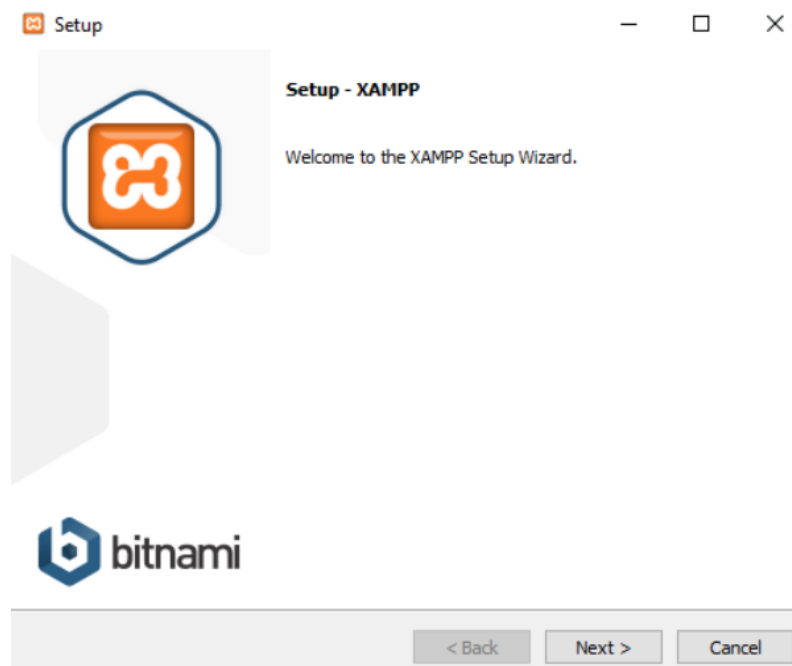 Setup
Setup - XAMPP
Welcome to the XAMPP Setup Wizard.
bitnami
< Back Next > Cancel